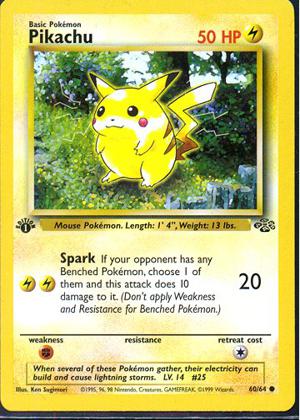 Basic Pokémon
Pikachu 50 HP
EDITION
1
Mouse Pokémon. Length: 1' 4", Weight: 13 lbs.
Spark If your opponent has any
Benched Pokémon, choose 1 of
them and this attack does 10
damage to it. (Don't apply Weakness
and Resistance for Benched Pokémon.)
20
weakness resistance retreat cost
When several of these Pokémon gather, their electricity can
build and cause lightning storms. LV. 14 #25
Illus. Ken Sugimori ©1995, 96, 98 Nintendo, Creatures, GAMEFREAK. ©1999 Wizards. 60/64